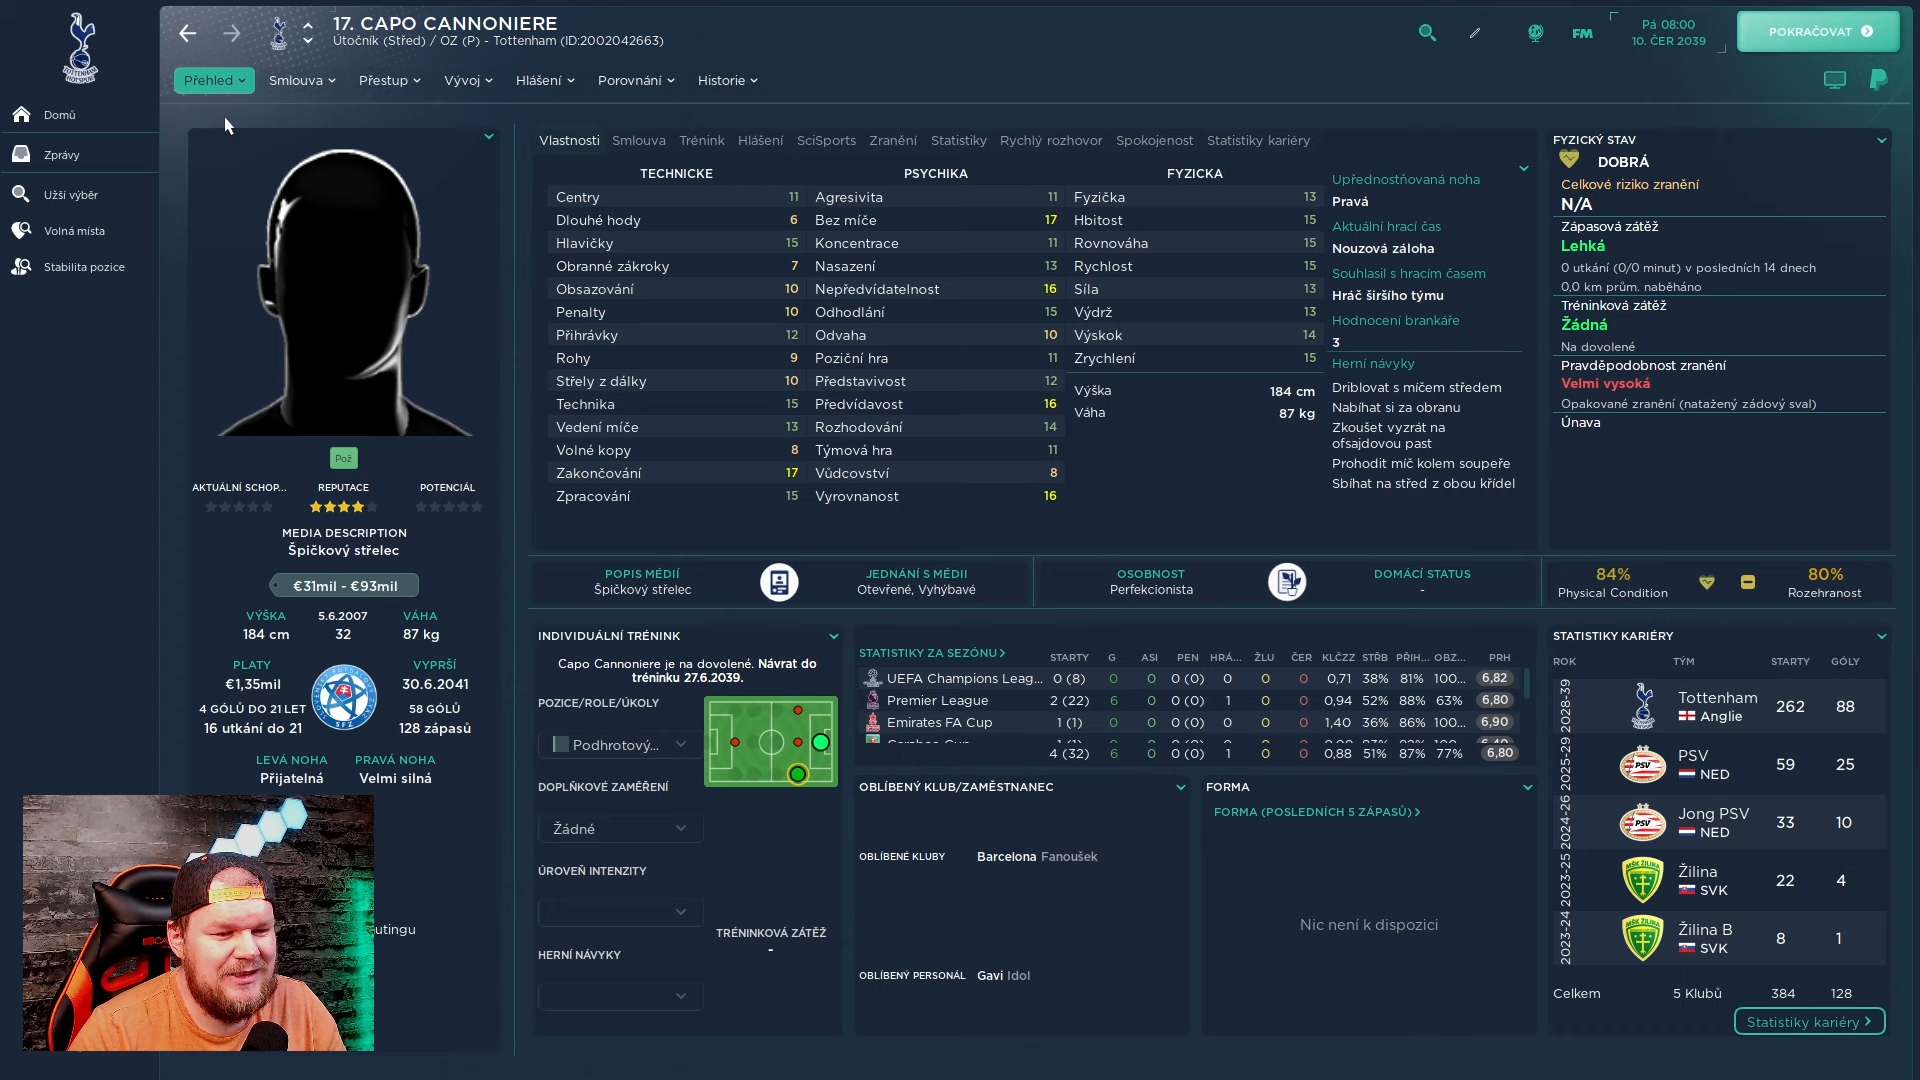 17. CAPO CANNONIERE
Útočník (Střed) / OZ (P) - Tottenham (ID:2002042663)
FM
Pá 08:00
10. ČER 2039
POKRAČOVAT
TOTTENHAM
HOTSPUR
Domů
Zprávy
Užší výběr
Volná místa
Stabilita pozice
Přehled
Smlouva
Přestup
Vývoj
Hlášení
Porovnání
Historie
Pož
AKTUÁLNÍ SCHOP...
REPUTACE
POTENCIÁL
MEDIA DESCRIPTION
Špičkový střelec
€31mil - €93mil
VÝŠKA
5.6.2007
VÁHA
184 cm
32
87 kg
PLATY
VYPRŠÍ
€1,35mil
30.6.2041
4 GÓLŮ DO 21 LET
58 GÓLŮ
16 utkání do 21
128 zápasů
SFZ
LEVÁ NOHA
PRAVÁ NOHA
Přijatelná
Velmi silná
utingu
Vlastnosti
Smlouva
Trénink
Hlášení
SciSports
Zranění
Statistiky
Rychlý rozhovor
Spokojenost
Statistiky kariéry
TECHNICKE
Centry 11
Dlouhé hody 6
Hlavičky 15
Obranné zákroky 7
Obsazování 10
Penalty 10
Přihrávky 12
Rohy 9
Střely z dálky 10
Technika 15
Vedení míče 13
Volné kopy 8
Zakončování 17
Zpracování 15
PSYCHIKA
Agresivita 11
Bez míče 17
Koncentrace 11
Nasazení 13
Nepředvídatelnost 16
Odhodlání 15
Odvaha 10
Poziční hra 11
Představivost 12
Předvídavost 16
Rozhodování 14
Týmová hra 11
Vůdcovství 8
Vyrovnanost 16
FYZICKA
Fyzička 13
Hbitost 15
Rovnováha 15
Rychlost 15
Síla 13
Výdrž 13
Výskok 14
Zrychlení 15
Výška 184 cm
Váha 87 kg
Upřednostňovaná noha
Pravá
Aktuální hrací čas
Nouzová záloha
Souhlasil s hracím časem
Hráč širšího týmu
Hodnocení brankáře
3
Herní návyky
Driblovat s míčem středem
Nabíhat si za obranu
Zkoušet vyzrát na
ofsajdovou past
Prohodit míč kolem soupeře
Sbíhat na střed z obou křídel
FYZICKÝ STAV
DOBRÁ
Celkové riziko zranění
N/A
Zápasová zátěž
Lehká
0 utkání (0/0 minut) v posledních 14 dnech
0,0 km prům. naběháno
Tréninková zátěž
Žádná
Na dovolené
Pravděpodobnost zranění
Velmi vysoká
Opakované zranění (natažený zádový sval)
Únava
POPIS MÉDIÍ
Špičkový střelec
JEDNÁNÍ S MÉDII
Otevřené, Vyhýbavé
OSOBNOST
Perfekcionista
DOMÁCÍ STATUS
-
84%
Physical Condition
80%
Rozehranost
INDIVIDUÁLNÍ TRÉNINK
Capo Cannoniere je na dovolené. Návrat do
tréninku 27.6.2039.
POZICE/ROLE/ÚKOLY
Podhrotový...
DOPLŇKOVÉ ZAMĚŘENÍ
Žádné
ÚROVEŇ INTENZITY
TRÉNINKOVÁ ZÁTĚŽ
-
HERNÍ NÁVYKY
STATISTIKY ZA SEZÓNU STARTY G ASI PEN HRÁ... ŽLU ČER KLČZZ STŘB PŘIH... OBZ... PRH
UEFA Champions Leag... 0 (8) 0 0 0 (0) 0 0 0 0,71 38% 81% 100... 6,82
Premier League 2 (22) 6 0 0 (0) 1 0 0 0,94 52% 88% 63% 6,80
Emirates FA Cup 1 (1) 0 0 0 (0) 0 0 0 1,40 36% 86% 100... 6,90
4 (32) 6 0 0 (0) 1 0 0 0,88 51% 87% 77% 6,80
OBLÍBENÝ KLUB/ZAMĚSTNANEC
OBLÍBENÉ KLUBY Barcelona Fanoušek
OBLÍBENÝ PERSONÁL Gavi Idol
FORMA
FORMA (POSLEDNÍCH 5 ZÁPASŮ)
Nic není k dispozici
STATISTIKY KARIÉRY
ROK TÝM STARTY GÓLY
2028-39 Tottenham 262 88
Anglie
2025-29 PSV 59 25
NED
2024-26 Jong PSV 33 10
NED
2023-25 Žilina 22 4
SVK
2023-24 Žilina B 8 1
SVK
Celkem 5 Klubů 384 128
Statistiky kariéry